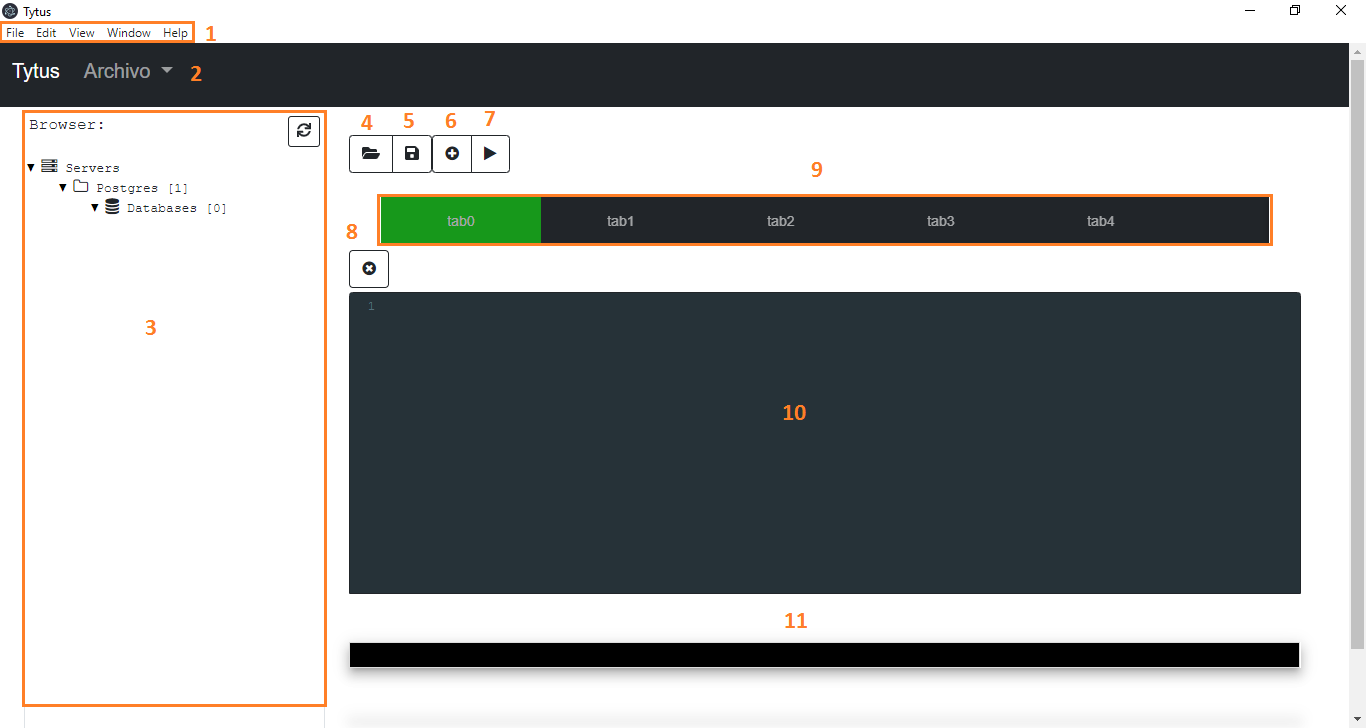 Tytus
File Edit View Window Help 1
Tytus Archivo 2
Browser:
Servers
Postgres [1]
Databases [0]
3
4 5 6 7
9
tab0 tab1 tab2 tab3 tab4
8
1
10
11